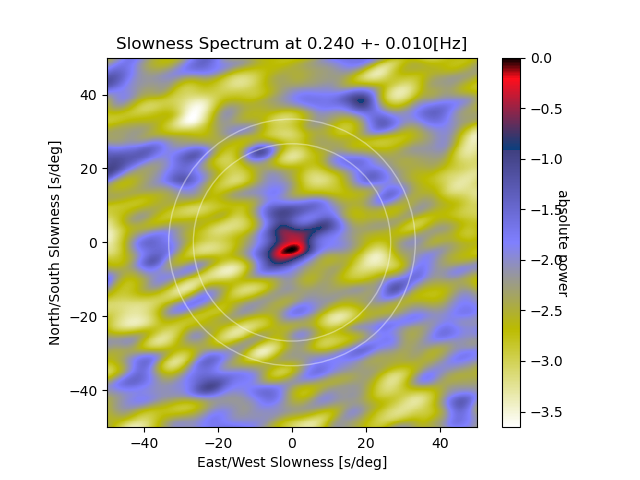 Slowness Spectrum at 0.240 +- 0.010[Hz]
North/South Slowness [s/deg]
40
20
0
−20
−40
−40 −20 0 20 40
East/West Slowness [s/deg]
0.0
−0.5
−1.0
−1.5
−2.0
−2.5
−3.0
−3.5
absolute power